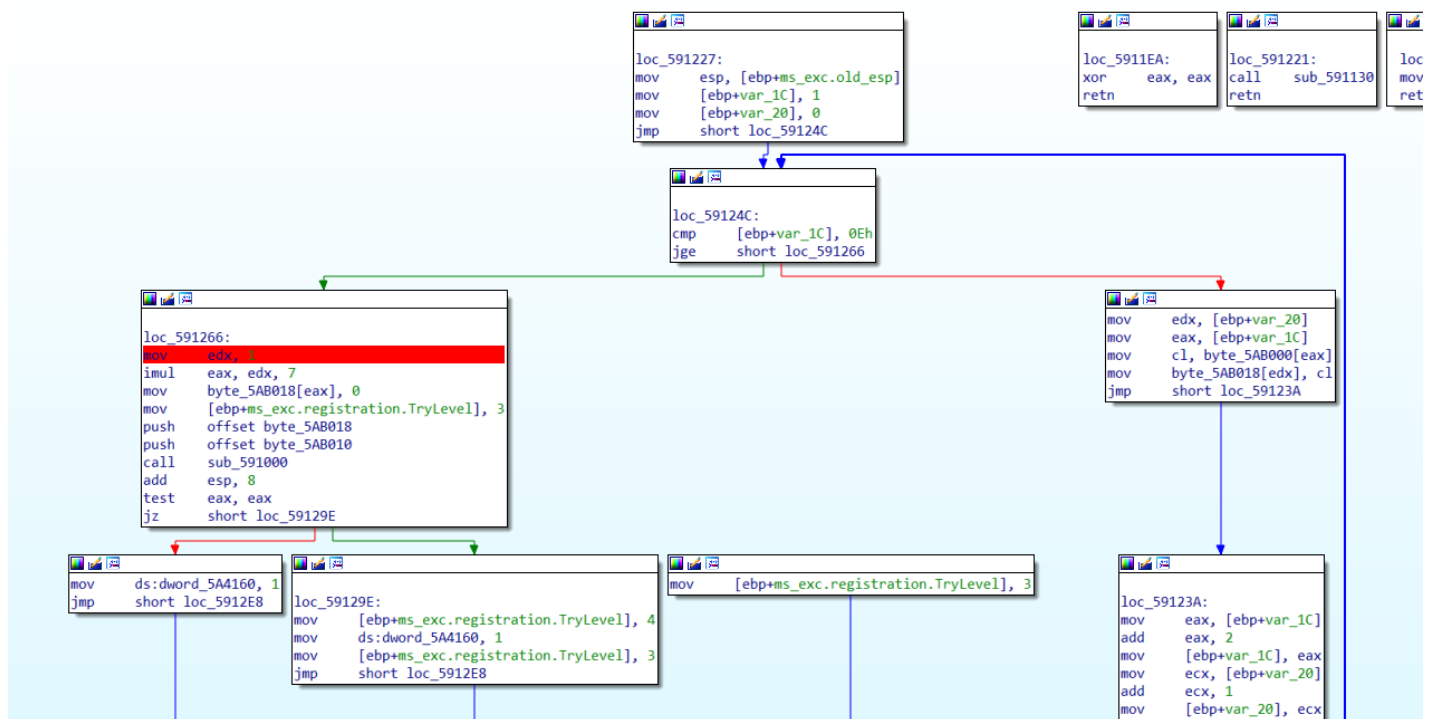 loc_591227:
mov esp, [ebp+ms_exc.old_esp]
mov [ebp+var_1C], 1
mov [ebp+var_20], 0
jmp short loc_59124C
loc_5911EA:
xor eax, eax
retn
loc_591221:
call sub_591130
retn
loc
mov
ret
loc_59124C:
cmp [ebp+var_1C], 0Eh
jge short loc_591266
loc_591266:
mov edx, 1
imul eax, edx, 7
mov byte_5AB018[eax], 0
mov [ebp+ms_exc.registration.TryLevel], 3
push offset byte_5AB018
push offset byte_5AB010
call sub_591000
add esp, 8
test eax, eax
jz short loc_59129E
mov edx, [ebp+var_20]
mov eax, [ebp+var_1C]
mov cl, byte_5AB000[eax]
mov byte_5AB018[edx], cl
jmp short loc_59123A
mov ds:dword_5A4160, 1
jmp short loc_5912E8
loc_59129E:
mov [ebp+ms_exc.registration.TryLevel], 4
mov ds:dword_5A4160, 1
mov [ebp+ms_exc.registration.TryLevel], 3
jmp short loc_5912E8
mov [ebp+ms_exc.registration.TryLevel], 3
loc_59123A:
mov eax, [ebp+var_1C]
add eax, 2
mov [ebp+var_1C], eax
mov ecx, [ebp+var_20]
add ecx, 1
mov [ebp+var_20], ecx